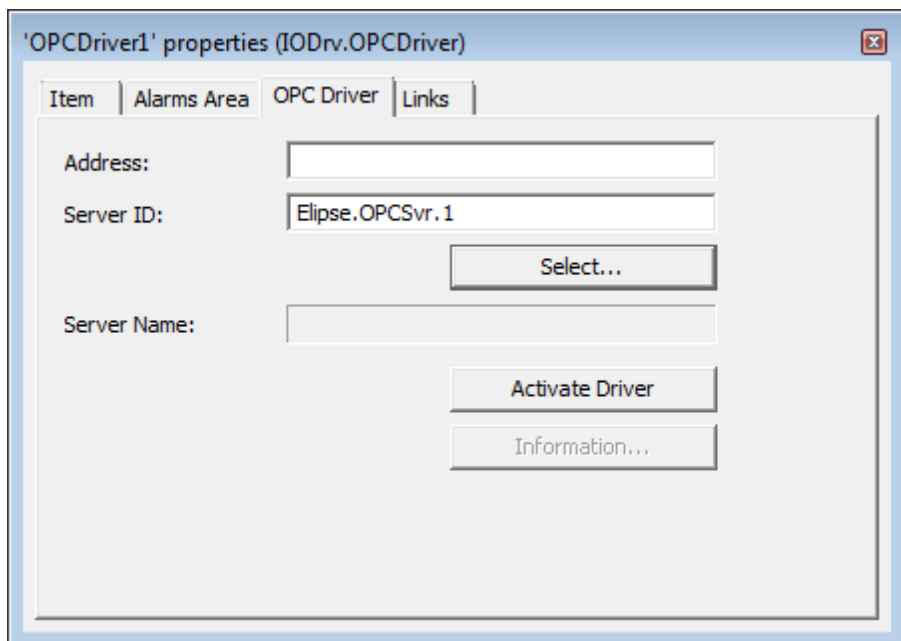 'OPCDriver1' properties (IODrv.OPCDriver)
Item Alarms Area OPC Driver Links
Address:
Server ID: Elipse.OPCSvr.1
Select...
Server Name:
Activate Driver
Information...